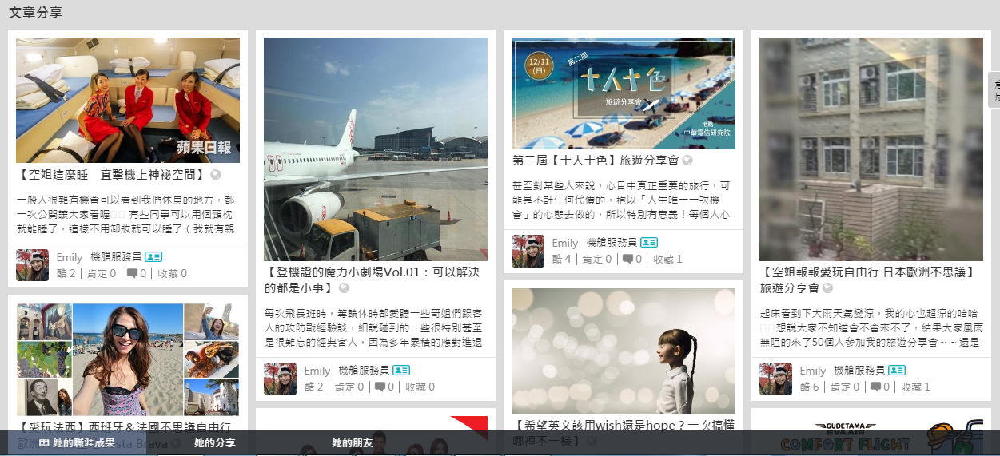 文章分享
蘋果日報
【空姐這麼睡　直擊機上神祕空間】
一般人很難有機會可以看到我們休息的地方，都
一次公開讓大家看喔 有些同事可以用個頸枕
就能睡了，這樣不用卸妝就可以睡了 ( 我就有親
Emily 機艙服務員
酷 2 | 肯定 0 | 0 | 收藏 0
【愛玩法西】西班牙＆法國不思議自由行
【登機證的魔力小劇場Vol.01：可以解決
的都是小事】
每次飛長班時，等輪休時都愛聽一些哥姐們跟客
人的攻防戰經驗談，細說碰到的一些很特別甚至
是很難忘的經典客人，因為多年累積的應對進退
Emily 機艙服務員
酷 2 | 肯定 0 | 0 | 收藏 0
12/11
(日)
第二屆
十人十色
旅遊分享會
地點
中華電信研究院
第二屆【十人十色】旅遊分享會
甚至對某些人來說，心目中真正重要的旅行，可
能是不計任何代價的，抱以「人生唯一一次機
會」的心態去做的，所以特別有意義！每個人心
Emily 機艙服務員
酷 4 | 肯定 0 | 0 | 收藏 1
【希望英文該用wish還是hope？一次搞懂
哪裡不一樣】
【空姐報報愛玩自由行 日本歐洲不思議】
旅遊分享會
起床看到下大雨天氣變涼，我的心也超涼的哈哈
想說大家不知道會不會來不了，結果大家風雨
無阻的來了50個人參加我的旅遊分享會～～還是
Emily 機艙服務員
酷 6 | 肯定 0 | 0 | 收藏 1
GUDETAMA
EVA AIR
COMFORT FLIGHT
她的職涯成果 她的分享 她的朋友